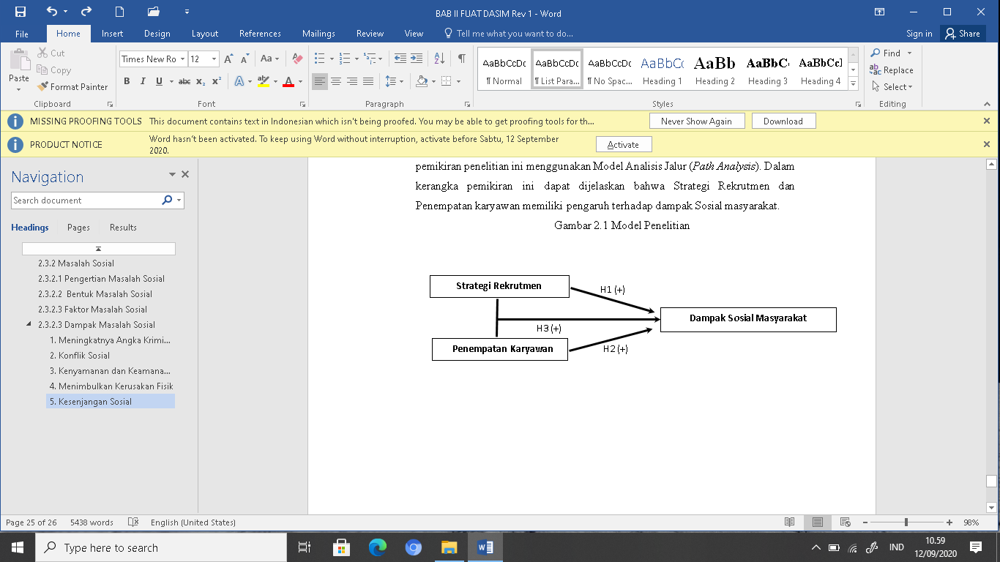 BAB II FUAT DASIM Rev 1 - Word
File Home Insert Design Layout References Mailings Review View Tell me what you want to do... Sign in Share
Paste
Cut
Copy
Format Painter
Clipboard
Times New Ro 12
Font
Paragraph
AaBbCcDc AaBbCcDc AaBbCcDc AaBbCc AaBb AaBbC AaBbCcI
¶ Normal ¶ List Para... ¶ No Spac... Heading 1 Heading 2 Heading 3 Heading 4
Styles
Find
Replace
Select
Editing
MISSING PROOFING TOOLS This document contains text in Indonesian which isn't being proofed. You may be able to get proofing tools for th... Never Show Again Download
PRODUCT NOTICE Word hasn't been activated. To keep using Word without interruption, activate before Sabtu, 12 September
2020.
Activate
Navigation
Search document
Headings Pages Results
2.3.2 Masalah Sosial
2.3.2.1 Pengertian Masalah Sosial
2.3.2.2 Bentuk Masalah Sosial
2.3.2.3 Faktor Masalah Sosial
2.3.2.3 Dampak Masalah Sosial
1. Meningkatnya Angka Krimi...
2. Konflik Sosial
3. Kenyamanan dan Keamana...
4. Menimbulkan Kerusakan Fisik
5. Kesenjangan Sosial
pemikiran penelitian ini menggunakan Model Analisis Jalur (Path Analysis). Dalam
kerangka pemikiran ini dapat dijelaskan bahwa Strategi Rekrutmen dan
Penempatan karyawan memiliki pengaruh terhadap dampak Sosial masyarakat.
Gambar 2.1 Model Penelitian
Strategi Rekrutmen
H1 (+)
Dampak Sosial Masyarakat
H3 (+)
Penempatan Karyawan
H2 (+)
Page 25 of 26 5438 words English (United States) 98%
Type here to search
IND
10.59
12/09/2020